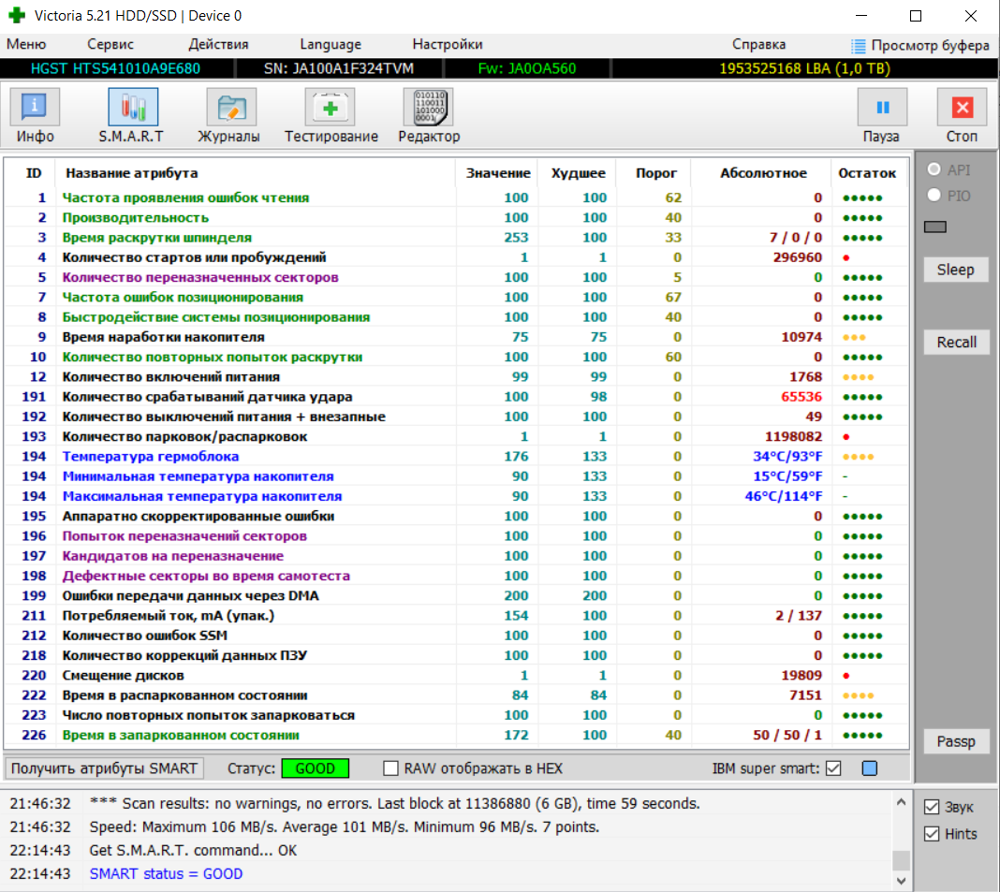 Victoria 5.21 HDD/SSD | Device 0
Меню Сервис Действия Language Настройки Справка Просмотр буфера
HGST HTS541010A9E680 SN: JA100A1F324TVM Fw: JA0OA560 1953525168 LBA (1,0 TB)
Инфо S.M.A.R.T Журналы Тестирование Редактор Пауза Стоп
ID Название атрибута Значение Худшее Порог Абсолютное Остаток
1 Частота проявления ошибок чтения 100 100 62 0 •••••
2 Производительность 100 100 40 0 •••••
3 Время раскрутки шпинделя 253 100 33 7 / 0 / 0 •••••
4 Количество стартов или пробуждений 1 1 0 296960 •
5 Количество переназначенных секторов 100 100 5 0 •••••
7 Частота ошибок позиционирования 100 100 67 0 •••••
8 Быстродействие системы позиционирования 100 100 40 0 •••••
9 Время наработки накопителя 75 75 0 10974 •••
10 Количество повторных попыток раскрутки 100 100 60 0 •••••
12 Количество включений питания 99 99 0 1768 ••••
191 Количество срабатываний датчика удара 100 98 0 65536 •••••
192 Количество выключений питания + внезапные 100 100 0 49 •••••
193 Количество парковок/распарковок 1 1 0 1198082 •
194 Температура гермоблока 176 133 0 34°C/93°F ••••
194 Минимальная температура накопителя 90 133 0 15°C/59°F -
194 Максимальная температура накопителя 90 133 0 46°C/114°F -
195 Аппаратно скорректированные ошибки 100 100 0 0 •••••
196 Попыток переназначений секторов 100 100 0 0 •••••
197 Кандидатов на переназначение 100 100 0 0 •••••
198 Дефектные секторы во время самотеста 100 100 0 0 •••••
199 Ошибки передачи данных через DMA 200 200 0 0 •••••
211 Потребляемый ток, mA (упак.) 154 100 0 2 / 137 •••••
212 Количество ошибок SSM 100 100 0 0 •••••
218 Количество коррекций данных ПЗУ 100 100 0 0 •••••
220 Смещение дисков 1 1 0 19809 •
222 Время в распаркованном состоянии 84 84 0 7151 ••••
223 Число повторных попыток запарковаться 100 100 0 0 •••••
226 Время в запаркованном состоянии 172 100 40 50 / 50 / 1 •••••
API
PIO
Sleep
Recall
Passp
Получить атрибуты SMART Статус: GOOD RAW отображать в HEX IBM super smart:
21:46:32 *** Scan results: no warnings, no errors. Last block at 11386880 (6 GB), time 59 seconds.
21:46:32 Speed: Maximum 106 MB/s. Average 101 MB/s. Minimum 96 MB/s. 7 points.
22:14:43 Get S.M.A.R.T. command... OK
22:14:43 SMART status = GOOD
Звук
Hints